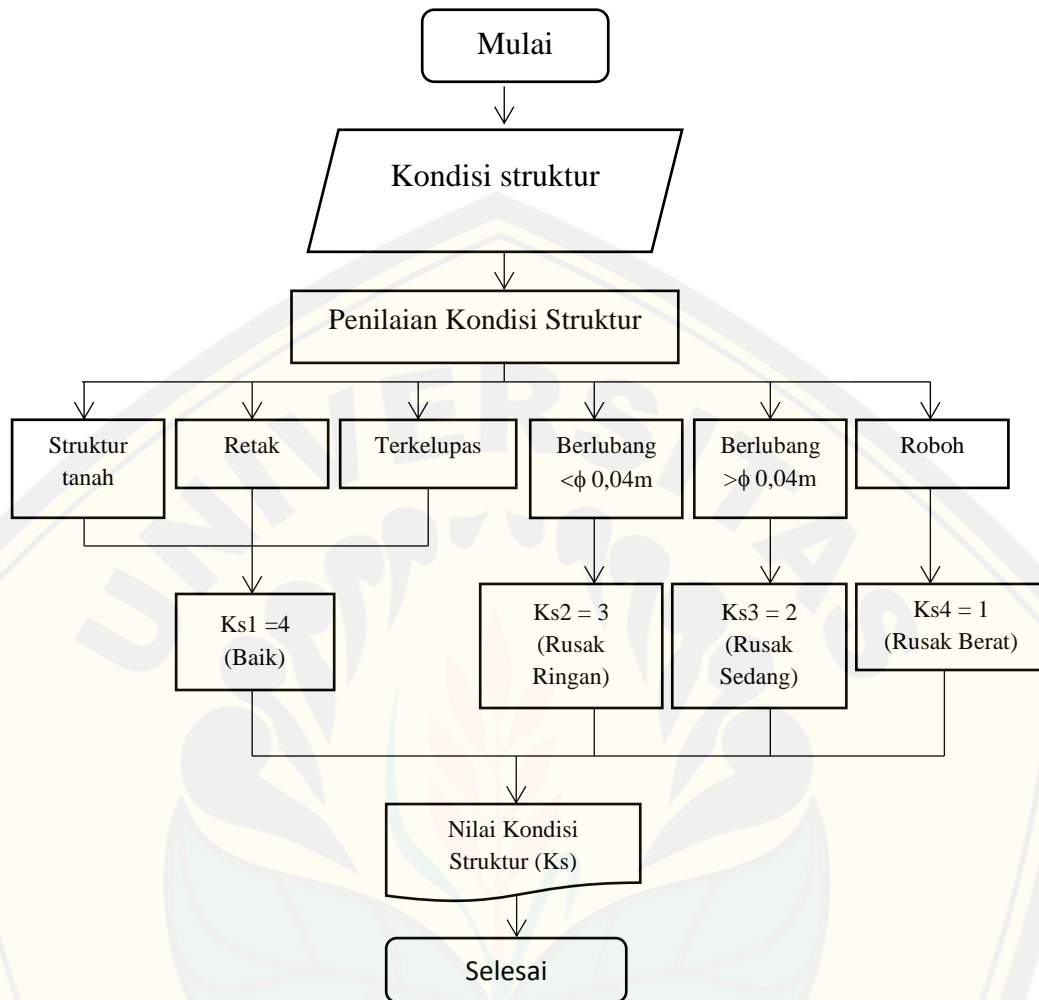 Mulai
Kondisi struktur
Penilaian Kondisi Struktur
Struktur
tanah
Retak
Terkelupas
Berlubang
<ϕ 0,04m
Berlubang
>ϕ 0,04m
Roboh
Ks1 =4
(Baik)
Ks2 = 3
(Rusak
Ringan)
Ks3 = 2
(Rusak
Sedang)
Ks4 = 1
(Rusak Berat)
Nilai Kondisi
Struktur (Ks)
Selesai
UNIVERSITAS